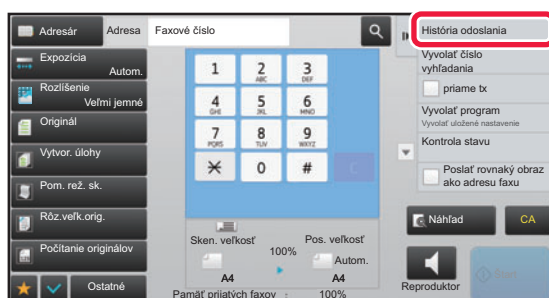 Adresár
Adresa
Faxové číslo
Expozícia
Autom.
Rozlíšenie
Veľmi jemné
Originál
Vytvor. úlohy
Pom. rež. sk.
Rôz.veľk.orig.
Počítanie originálov
Ostatné
1
2
ABC
3
DEF
4
GHI
5
JKL
6
MNO
7
PQRS
8
TUV
9
WXYZ
0
#
C
Sken. veľkosť
100%
Pos. veľkosť
Autom.
A4
A4
Pamäť prijatých faxov : 100%
História odoslania
Vyvolať číslo
vyhľadania
priame tx
Vyvolať program
Vyvolať uložené nastavenie
Kontrola stavu
Poslať rovnaký obraz
ako adresu faxu
Náhľad
CA
Reproduktor
Štart